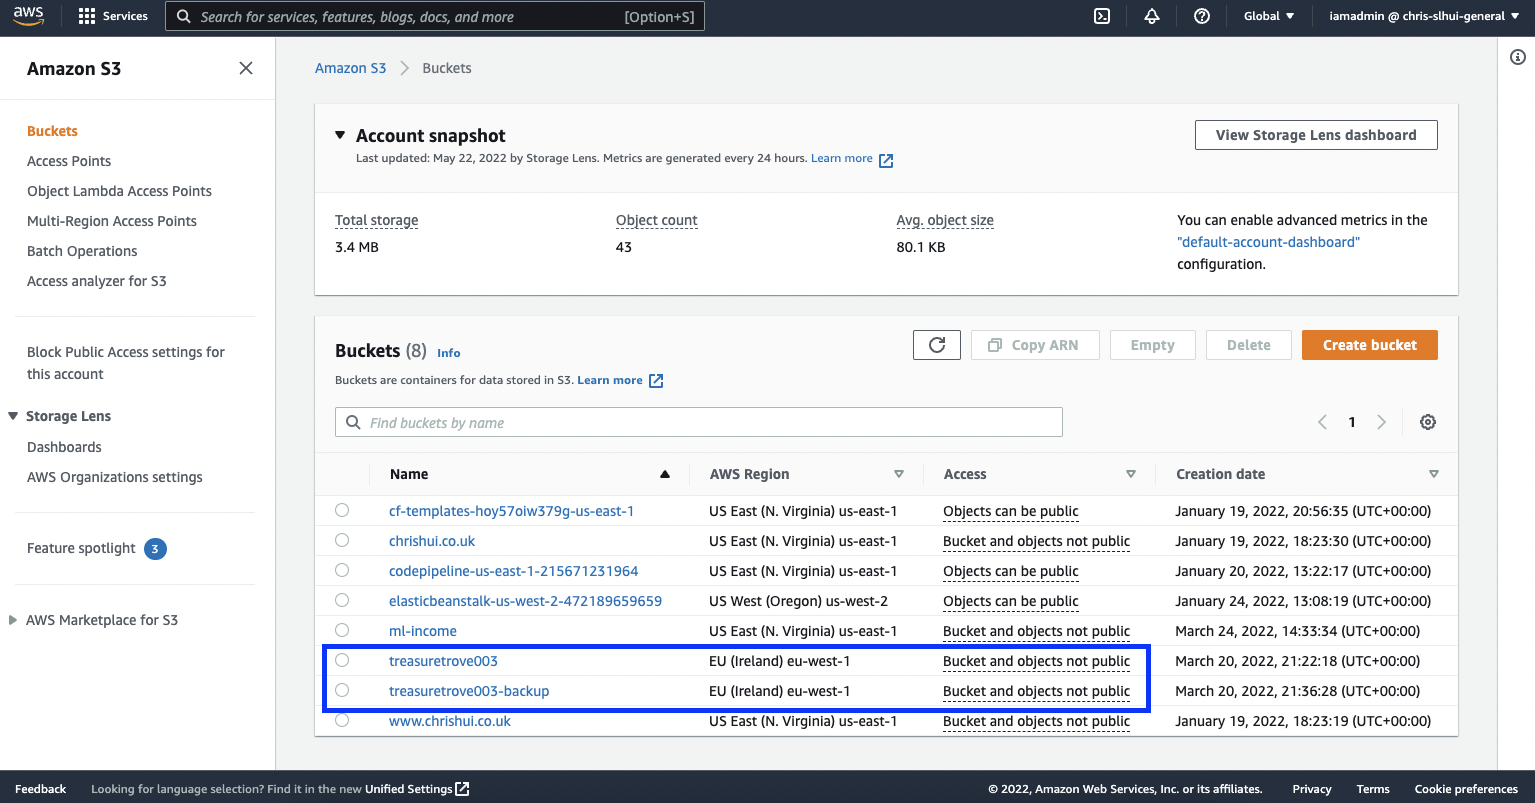 aws
Services
Search for services, features, blogs, docs, and more [Option+S]
Global
iamadmin @ chris-slhui-general
Amazon S3
Buckets
Access Points
Object Lambda Access Points
Multi-Region Access Points
Batch Operations
Access analyzer for S3
Block Public Access settings for
this account
Storage Lens
Dashboards
AWS Organizations settings
Feature spotlight 3
AWS Marketplace for S3
Amazon S3 > Buckets
Account snapshot
Last updated: May 22, 2022 by Storage Lens. Metrics are generated every 24 hours. Learn more
View Storage Lens dashboard
Total storage Object count Avg. object size
3.4 MB 43 80.1 KB
You can enable advanced metrics in the
"default-account-dashboard"
configuration.
Buckets (8) Info
Buckets are containers for data stored in S3. Learn more
Copy ARN Empty Delete Create bucket
Find buckets by name
1
Name AWS Region Access Creation date
cf-templates-hoy57oiw379g-us-east-1 US East (N. Virginia) us-east-1 Objects can be public January 19, 2022, 20:56:35 (UTC+00:00)
chrishui.co.uk US East (N. Virginia) us-east-1 Bucket and objects not public January 19, 2022, 18:23:30 (UTC+00:00)
codepipeline-us-east-1-215671231964 US East (N. Virginia) us-east-1 Objects can be public January 20, 2022, 13:22:17 (UTC+00:00)
elasticbeanstalk-us-west-2-472189659659 US West (Oregon) us-west-2 Objects can be public January 24, 2022, 13:08:19 (UTC+00:00)
ml-income US East (N. Virginia) us-east-1 Bucket and objects not public March 24, 2022, 14:33:34 (UTC+00:00)
treasuretrove003 EU (Ireland) eu-west-1 Bucket and objects not public March 20, 2022, 21:22:18 (UTC+00:00)
treasuretrove003-backup EU (Ireland) eu-west-1 Bucket and objects not public March 20, 2022, 21:36:28 (UTC+00:00)
www.chrishui.co.uk US East (N. Virginia) us-east-1 Bucket and objects not public January 19, 2022, 18:23:19 (UTC+00:00)
Feedback Looking for language selection? Find it in the new Unified Settings
© 2022, Amazon Web Services, Inc. or its affiliates. Privacy Terms Cookie preferences